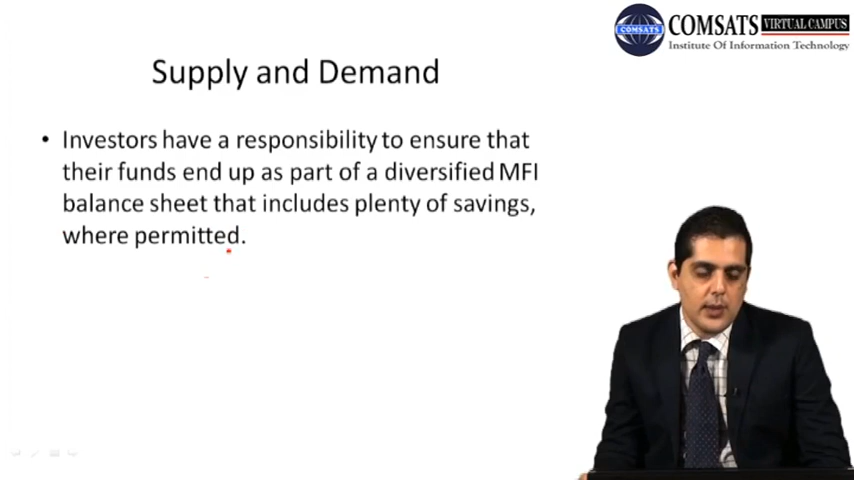 COMSATS VIRTUAL CAMPUS
COMSATS
Institute Of Information Technology
Supply and Demand
• Investors have a responsibility to ensure that
their funds end up as part of a diversified MFI
balance sheet that includes plenty of savings,
where permitted.